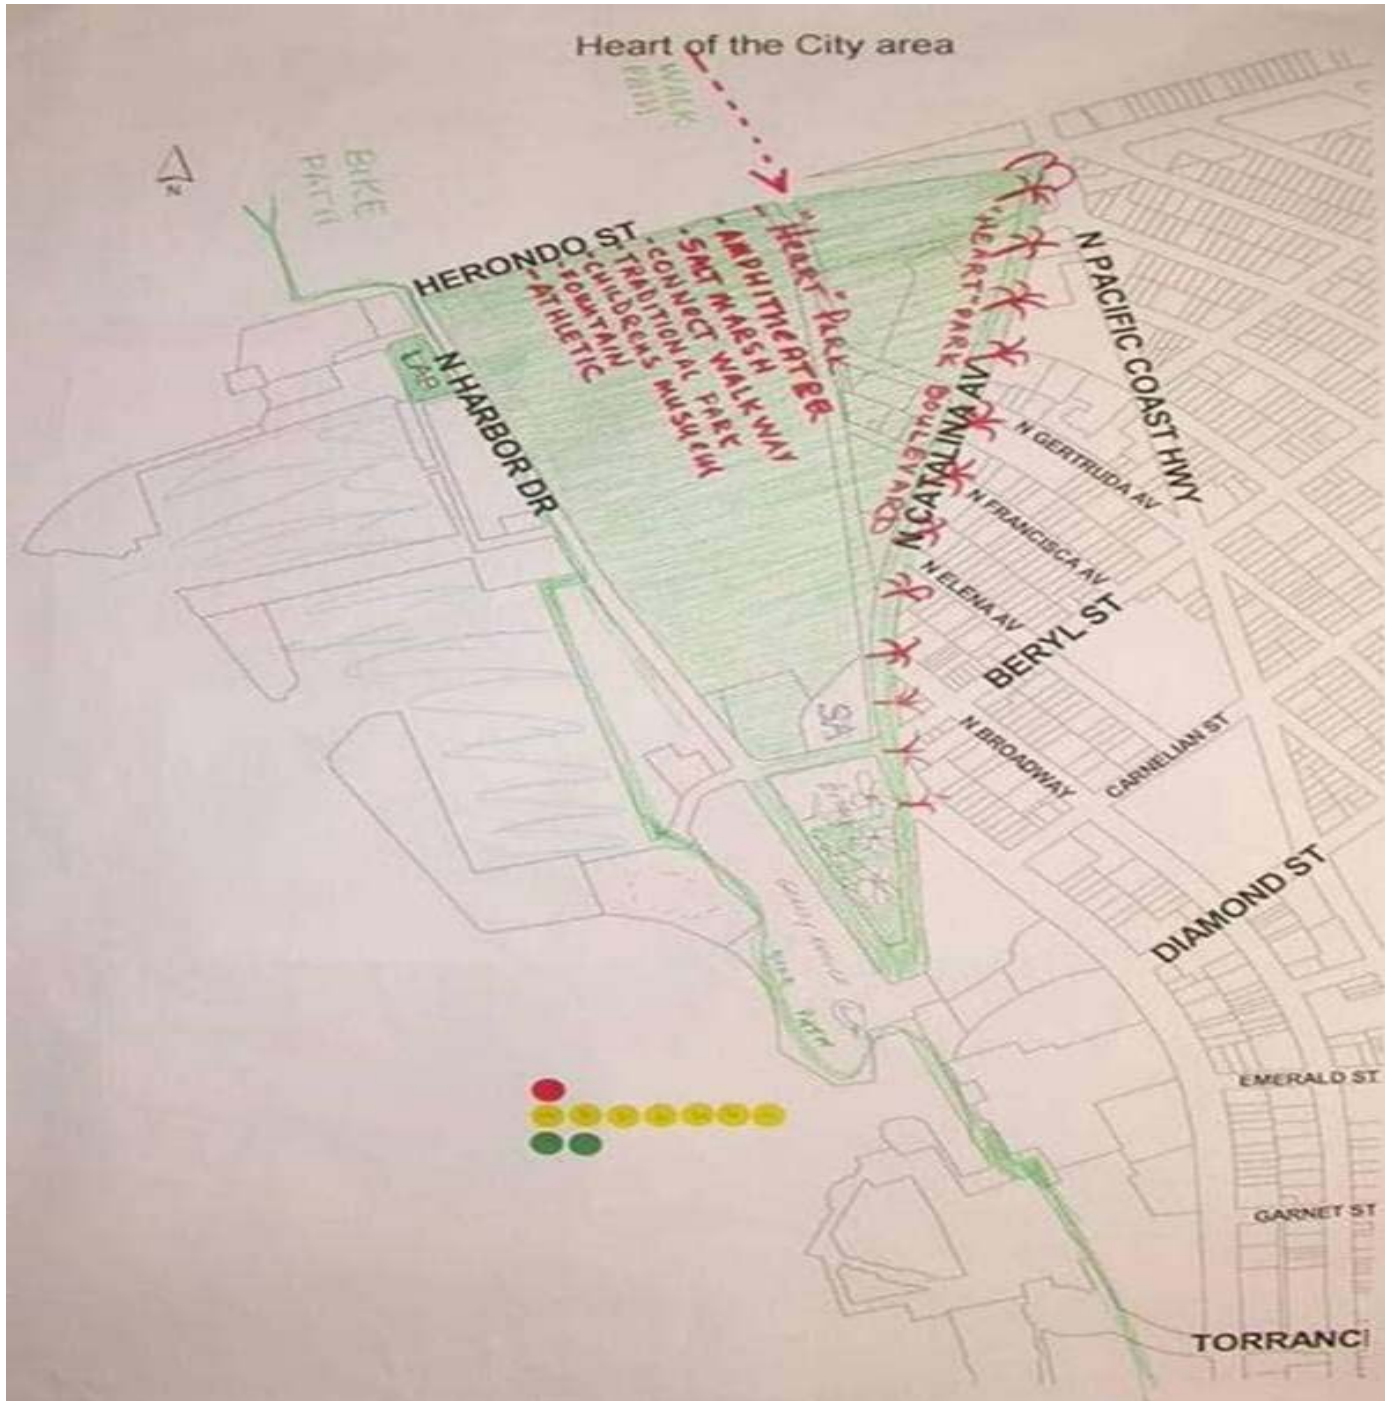 Heart of the City area
WALK
PATH
BIKE
PATH
N
HERONDO ST
- "HEART" PARK
- AMPHITHEATER
- SALT MARSH
- CONNECT WALKWAY
- TRADITIONAL PARK
- CHILDRENS MUSUEM
- FOUNTAIN
- ATHLETIC
"HEART" PARK BOULEVARD
N PACIFIC COAST HWY
LAB
N HARBOR DR
N CATALINA AV
N GERTRUDA AV
N FRANCISCA AV
N ELENA AV
BERYL ST
SA
N BROADWAY
CARNELIAN ST
DIAMOND ST
BIKE PATH
EMERALD ST
GARNET ST
TORRANC